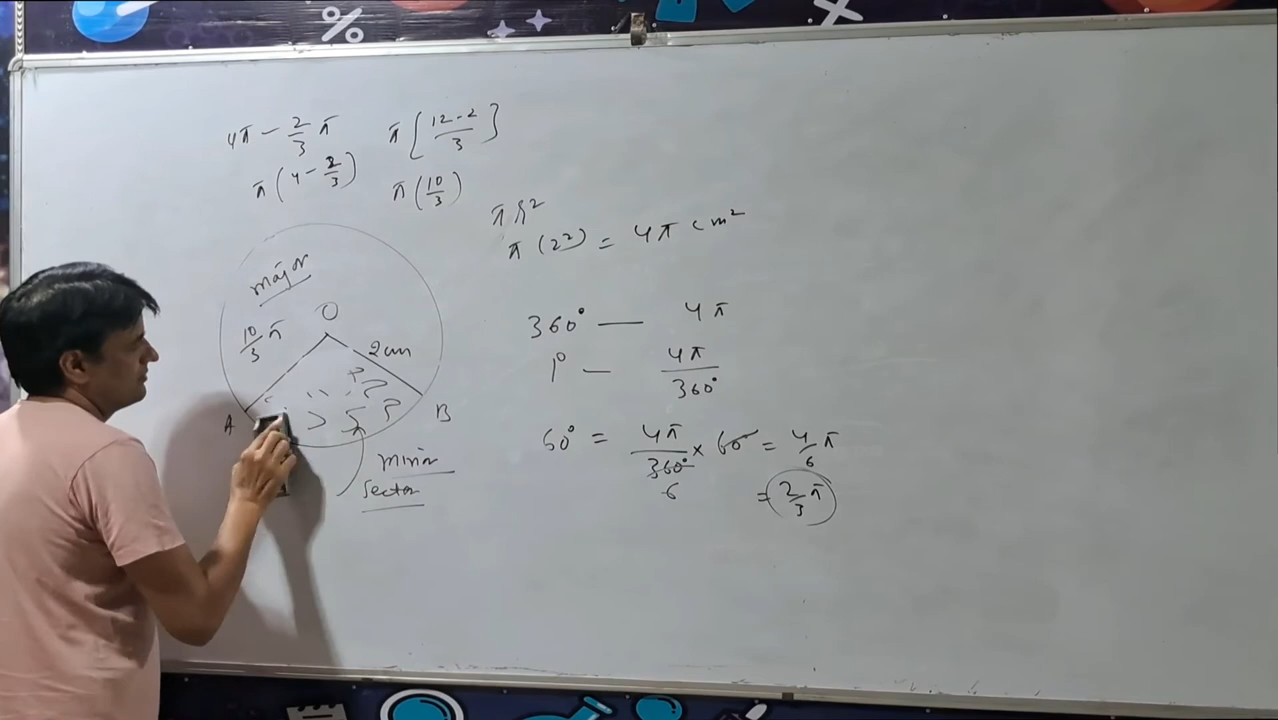 %
4π − 2/3 π
π(4 − 2/3)
π[(12 − 2)/3]
π(10/3)
πr²
π(2²) = 4π cm²
major
10/3 π
O
2cm
A
B
minor
sector
360° — 4π
1° — 4π/360°
60° = 4π/360° × 60 = 4/6 π
6
= 2/3 π